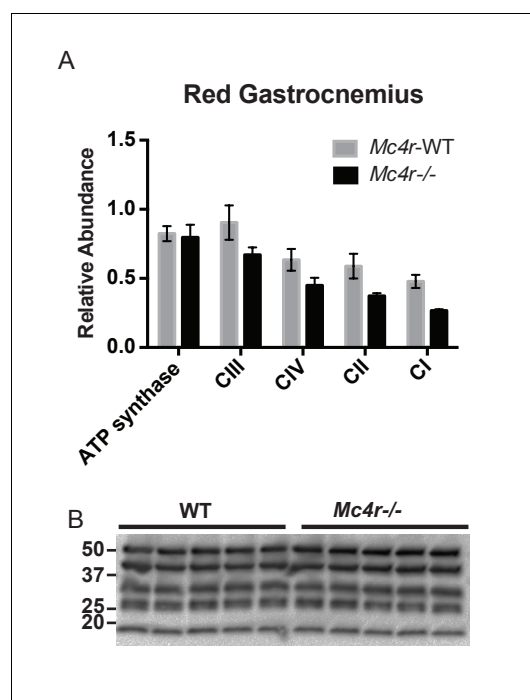 A
Red Gastrocnemius
Relative Abundance
1.5
1.0
0.5
0.0
Mc4r-WT
Mc4r-/-
ATP synthase
CIII
CIV
CII
CI
B
WT
Mc4r-/-
50
37
25
20